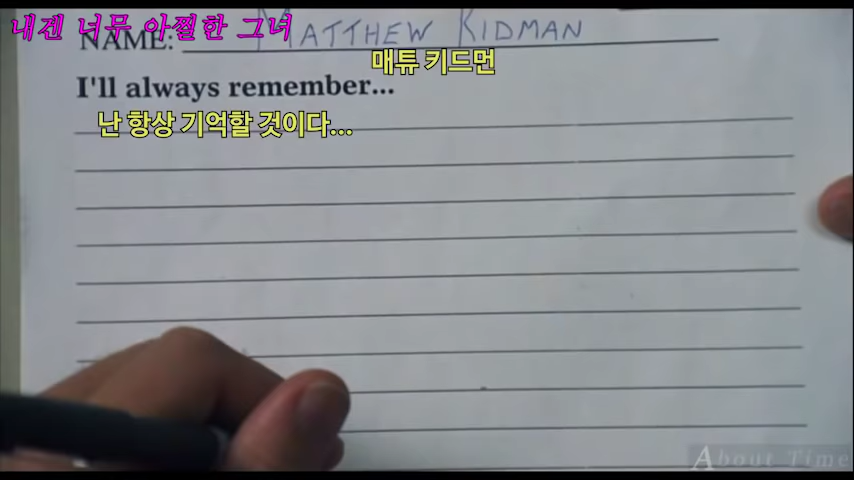 내겐 너무 아찔한 그녀
NAME: MATTHEW KIDMAN
매튜 키드먼
I'll always remember...
난 항상 기억할 것이다...
About Time